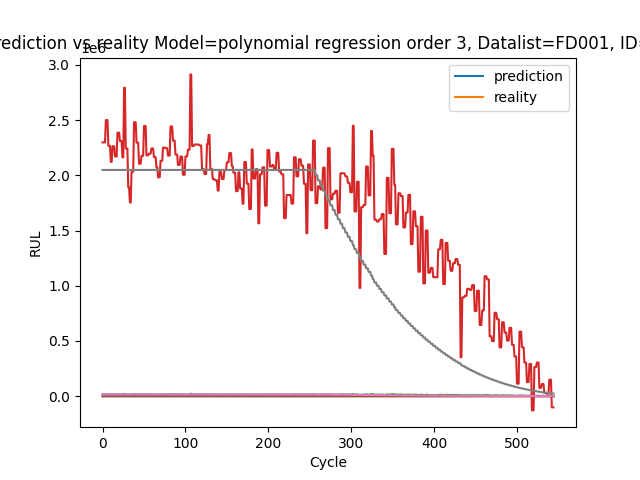 rediction vs reality Model=polynomial regression order 3, Datalist=FD001, ID=
1e6
prediction
reality
3.0
2.5
2.0
1.5
1.0
0.5
0.0
RUL
0 100 200 300 400 500
Cycle